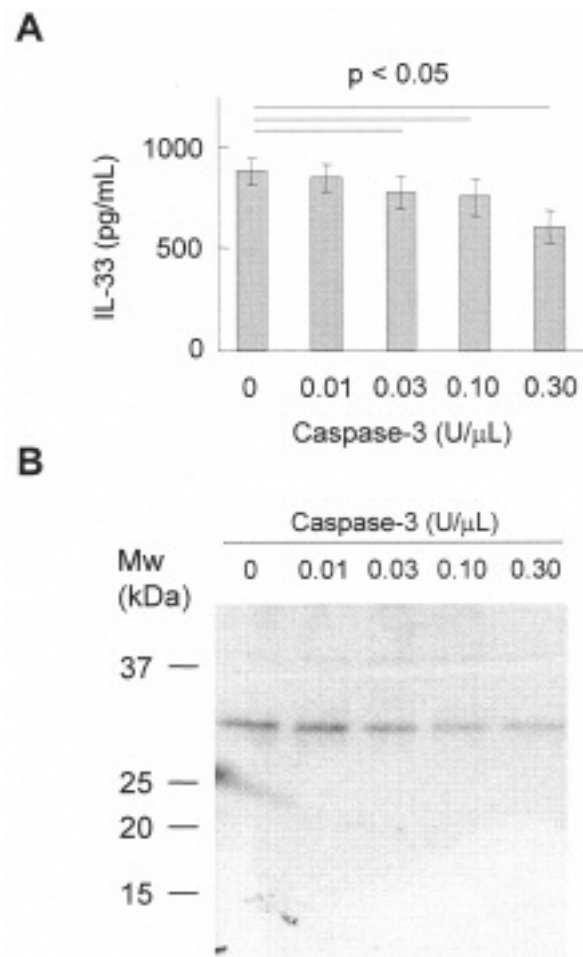 A
p < 0.05
1000
500
0
IL-33 (pg/mL)
0 0.01 0.03 0.10 0.30
Caspase-3 (U/μL)
B
Caspase-3 (U/μL)
Mw
(kDa)
0 0.01 0.03 0.10 0.30
37
25
20
15